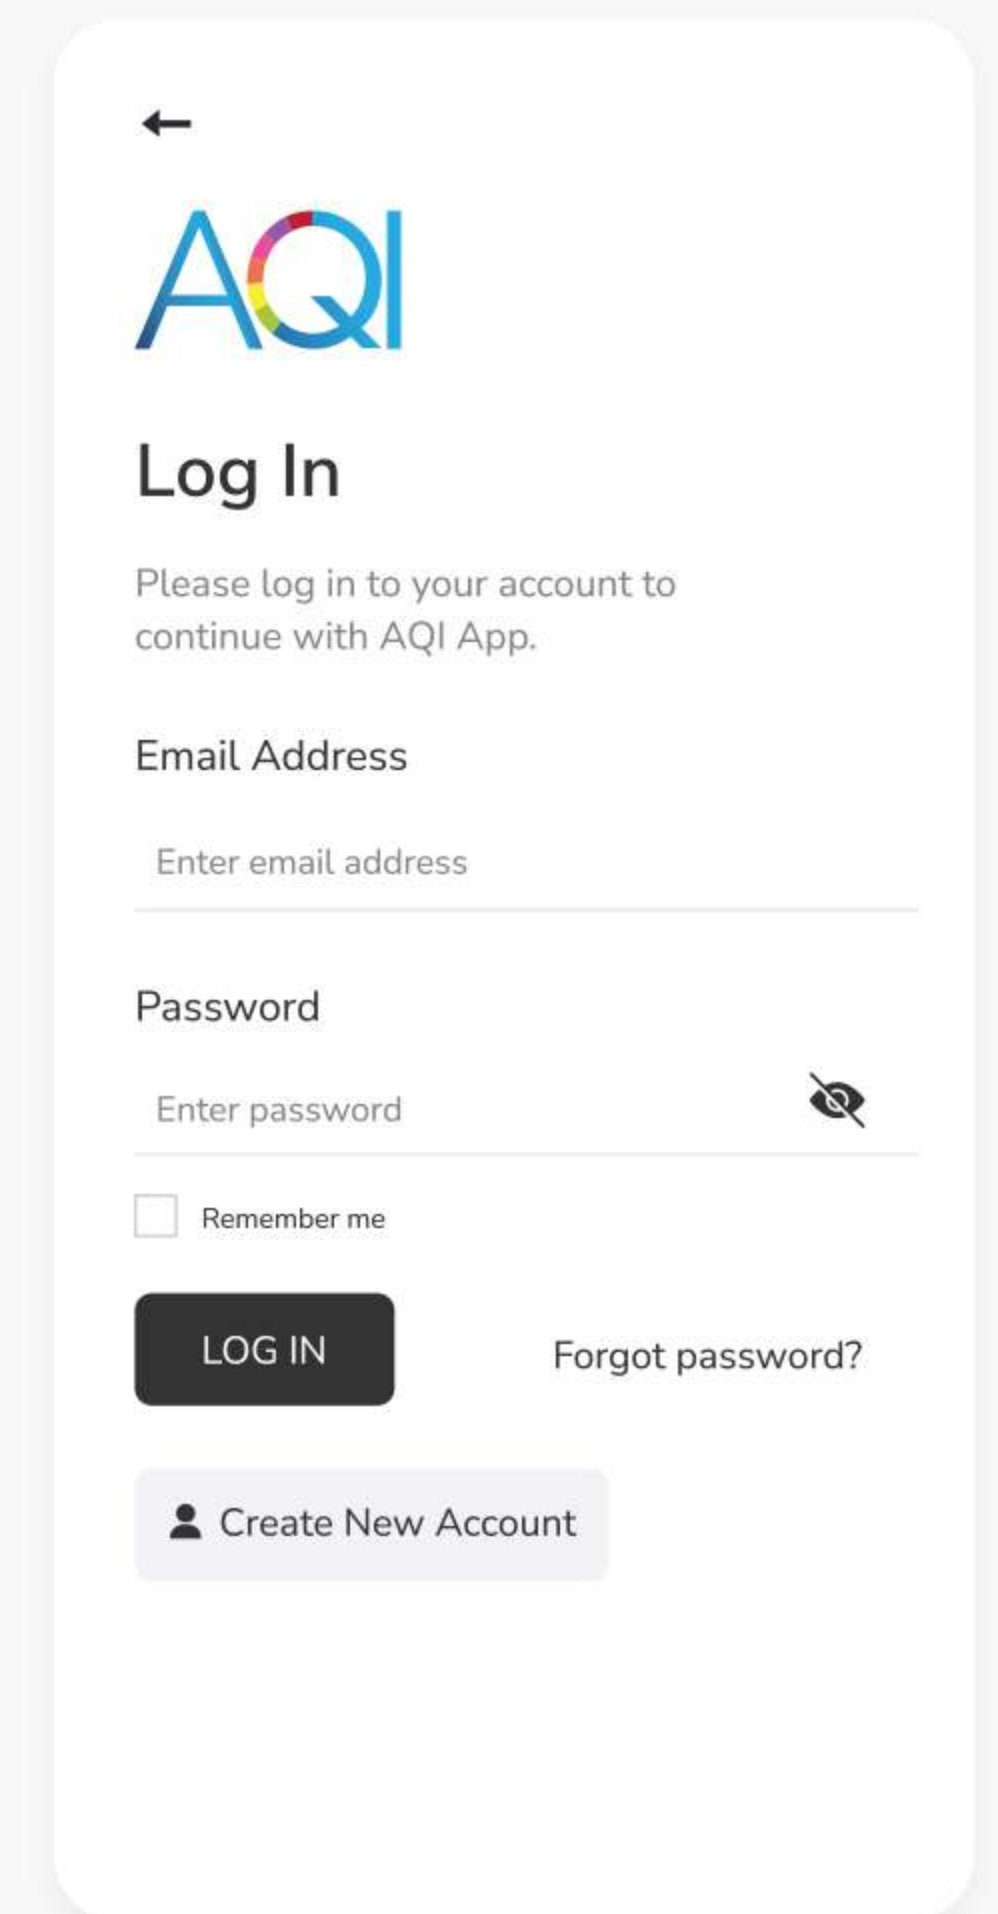 AQI
Log In
Please log in to your account to
continue with AQI App.
Email Address
Enter email address
Password
Enter password
Remember me
LOG IN
Forgot password?
Create New Account